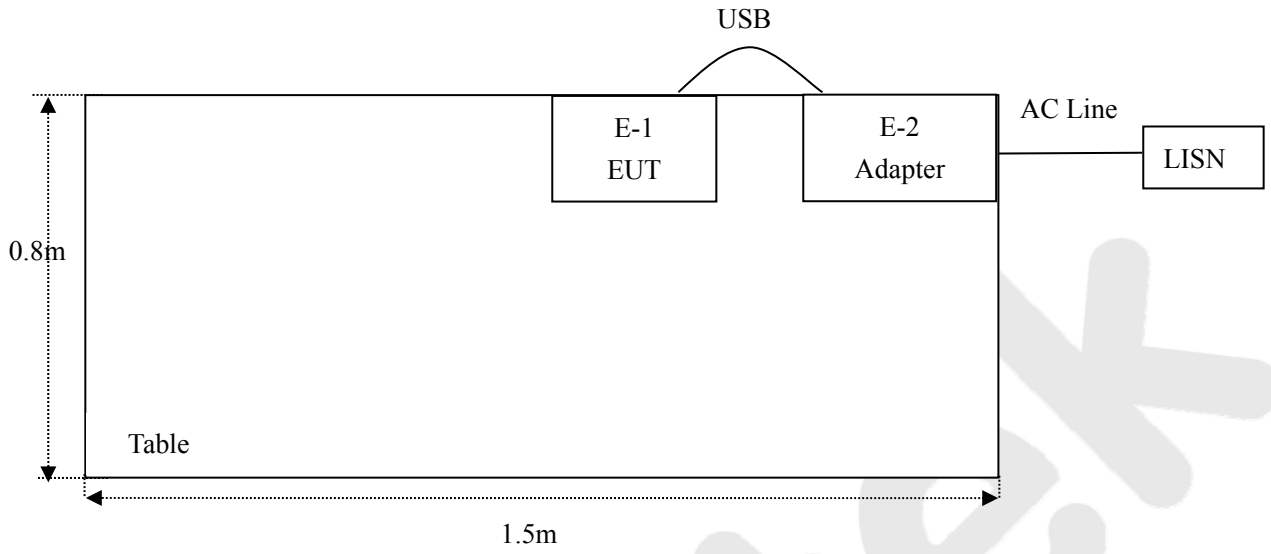 USB
E-1
EUT
E-2
Adapter
AC Line
LISN
0.8m
Table
1.5m